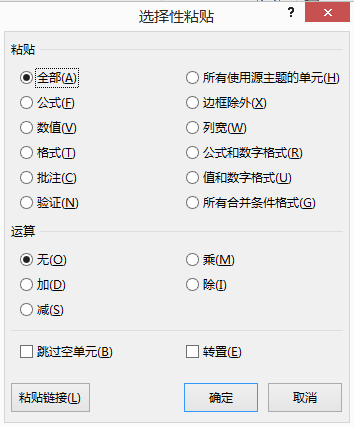 选择性粘贴 ?
粘贴
全部(A) 所有使用源主题的单元(H)
公式(F) 边框除外(X)
数值(V) 列宽(W)
格式(T) 公式和数字格式(R)
批注(C) 值和数字格式(U)
验证(N) 所有合并条件格式(G)
运算
无(O) 乘(M)
加(D) 除(I)
减(S)
跳过空单元(B) 转置(E)
粘贴链接(L) 确定 取消